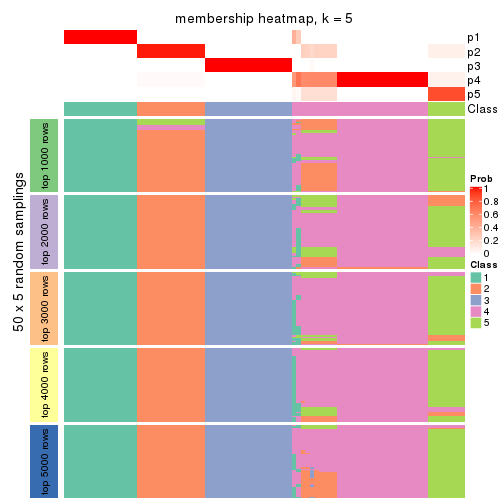 membership heatmap, k = 5
p1
p2
p3
p4
p5
Class
50 x 5 random samplings
top 1000 rows
top 2000 rows
top 3000 rows
top 4000 rows
top 5000 rows
Prob
1
0.8
0.6
0.4
0.2
0
Class
1
2
3
4
5